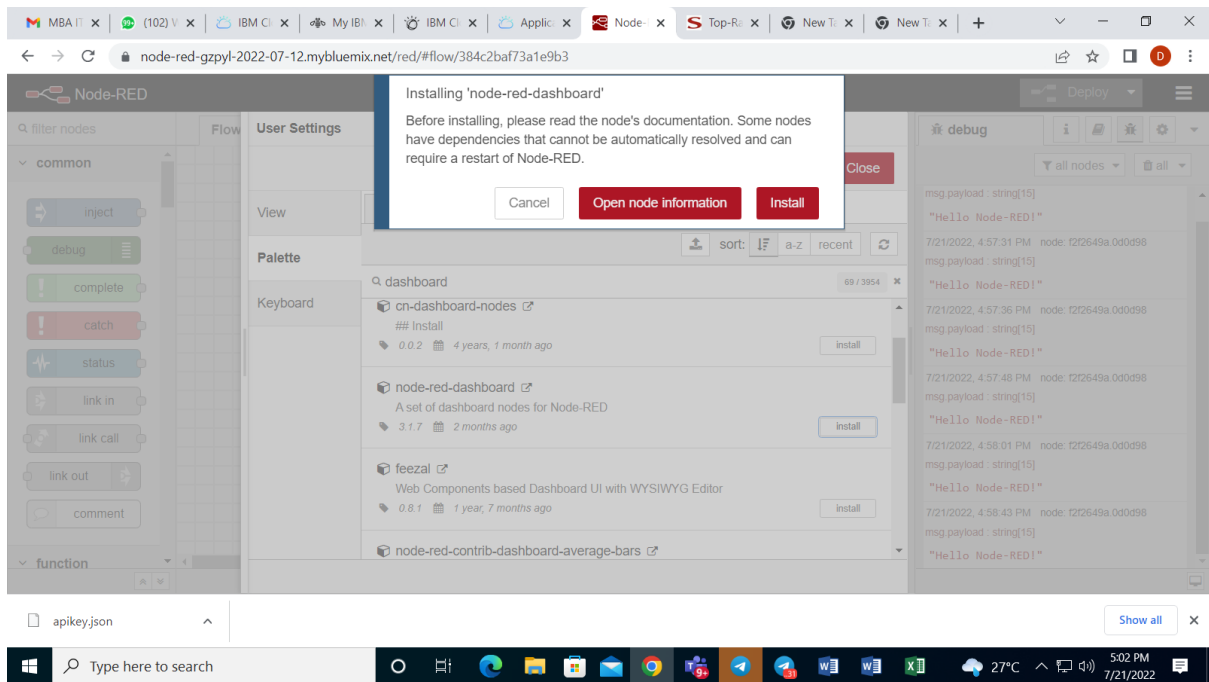 MBA IT
(102) W
IBM Cl
My IBM
IBM Cl
Applic
Node-
Top-Ra
New Ta
New Ta
node-red-gzpyl-2022-07-12.mybluemix.net/red/#flow/384c2baf73a1e9b3
D
Node-RED
Deploy
Installing 'node-red-dashboard'
Before installing, please read the node's documentation. Some nodes
have dependencies that cannot be automatically resolved and can
require a restart of Node-RED.
Cancel
Open node information
Install
filter nodes
Flow
common
inject
debug
complete
catch
status
link in
link call
link out
comment
function
User Settings
Close
View
Palette
Keyboard
sort:
a-z
recent
dashboard
69 / 3954
cn-dashboard-nodes
## Install
0.0.2 4 years, 1 month ago
install
node-red-dashboard
A set of dashboard nodes for Node-RED
3.1.7 2 months ago
install
feezal
Web Components based Dashboard UI with WYSIWYG Editor
0.8.1 1 year, 7 months ago
install
node-red-contrib-dashboard-average-bars
debug
i
all nodes
all
msg.payload : string[15]
"Hello Node-RED!"
7/21/2022, 4:57:31 PM node: f2f2649a.0d0d98
msg.payload : string[15]
"Hello Node-RED!"
7/21/2022, 4:57:36 PM node: f2f2649a.0d0d98
msg.payload : string[15]
"Hello Node-RED!"
7/21/2022, 4:57:48 PM node: f2f2649a.0d0d98
msg.payload : string[15]
"Hello Node-RED!"
7/21/2022, 4:58:01 PM node: f2f2649a.0d0d98
msg.payload : string[15]
"Hello Node-RED!"
7/21/2022, 4:58:43 PM node: f2f2649a.0d0d98
msg.payload : string[15]
"Hello Node-RED!"
apikey.json
Show all
Type here to search
27°C
5:02 PM
7/21/2022